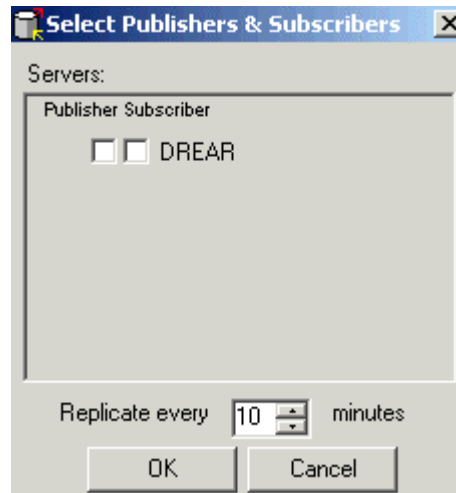 Select Publishers & Subscribers
Servers:
Publisher Subscriber
DREAR
Replicate every 10 minutes
OK Cancel